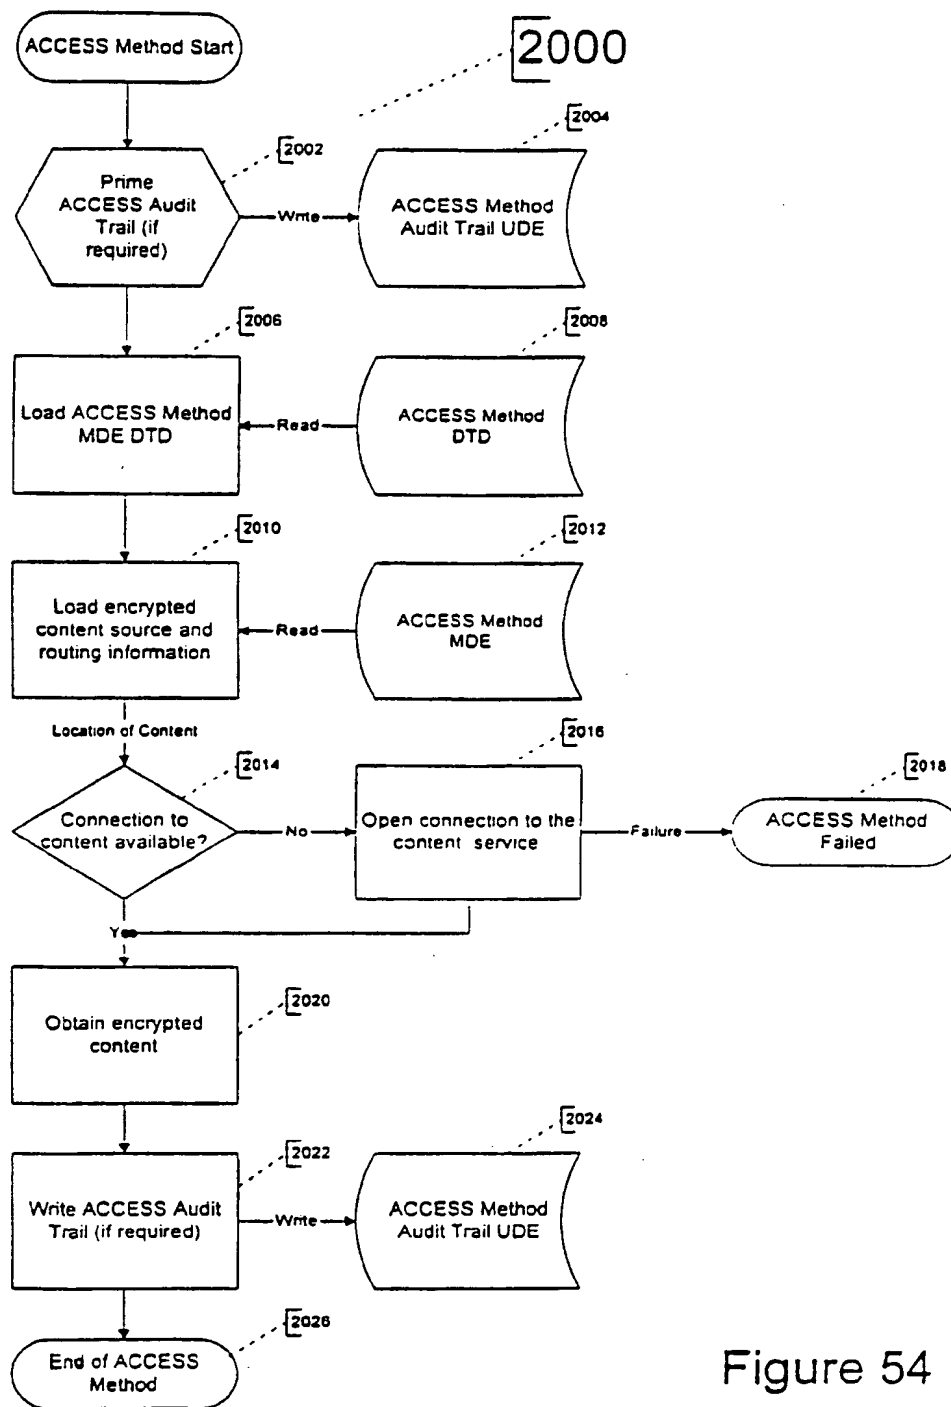 ACCESS Method Start
2000
2002
2004
Prime
ACCESS Audit
Trail (if
required)
Write
ACCESS Method
Audit Trail UDE
2006
2008
Load ACCESS Method
MDE DTD
Read
ACCESS Method
DTD
2010
2012
Load encrypted
content source and
routing information
Read
ACCESS Method
MDE
Location of Content
2014
2016
2018
Connection to
content available?
No
Open connection to the
content service
Failure
ACCESS Method
Failed
Y
2020
Obtain encrypted
content
2022
2024
Write ACCESS Audit
Trail (if required)
Write
ACCESS Method
Audit Trail UDE
2026
End of ACCESS
Method
Figure 54